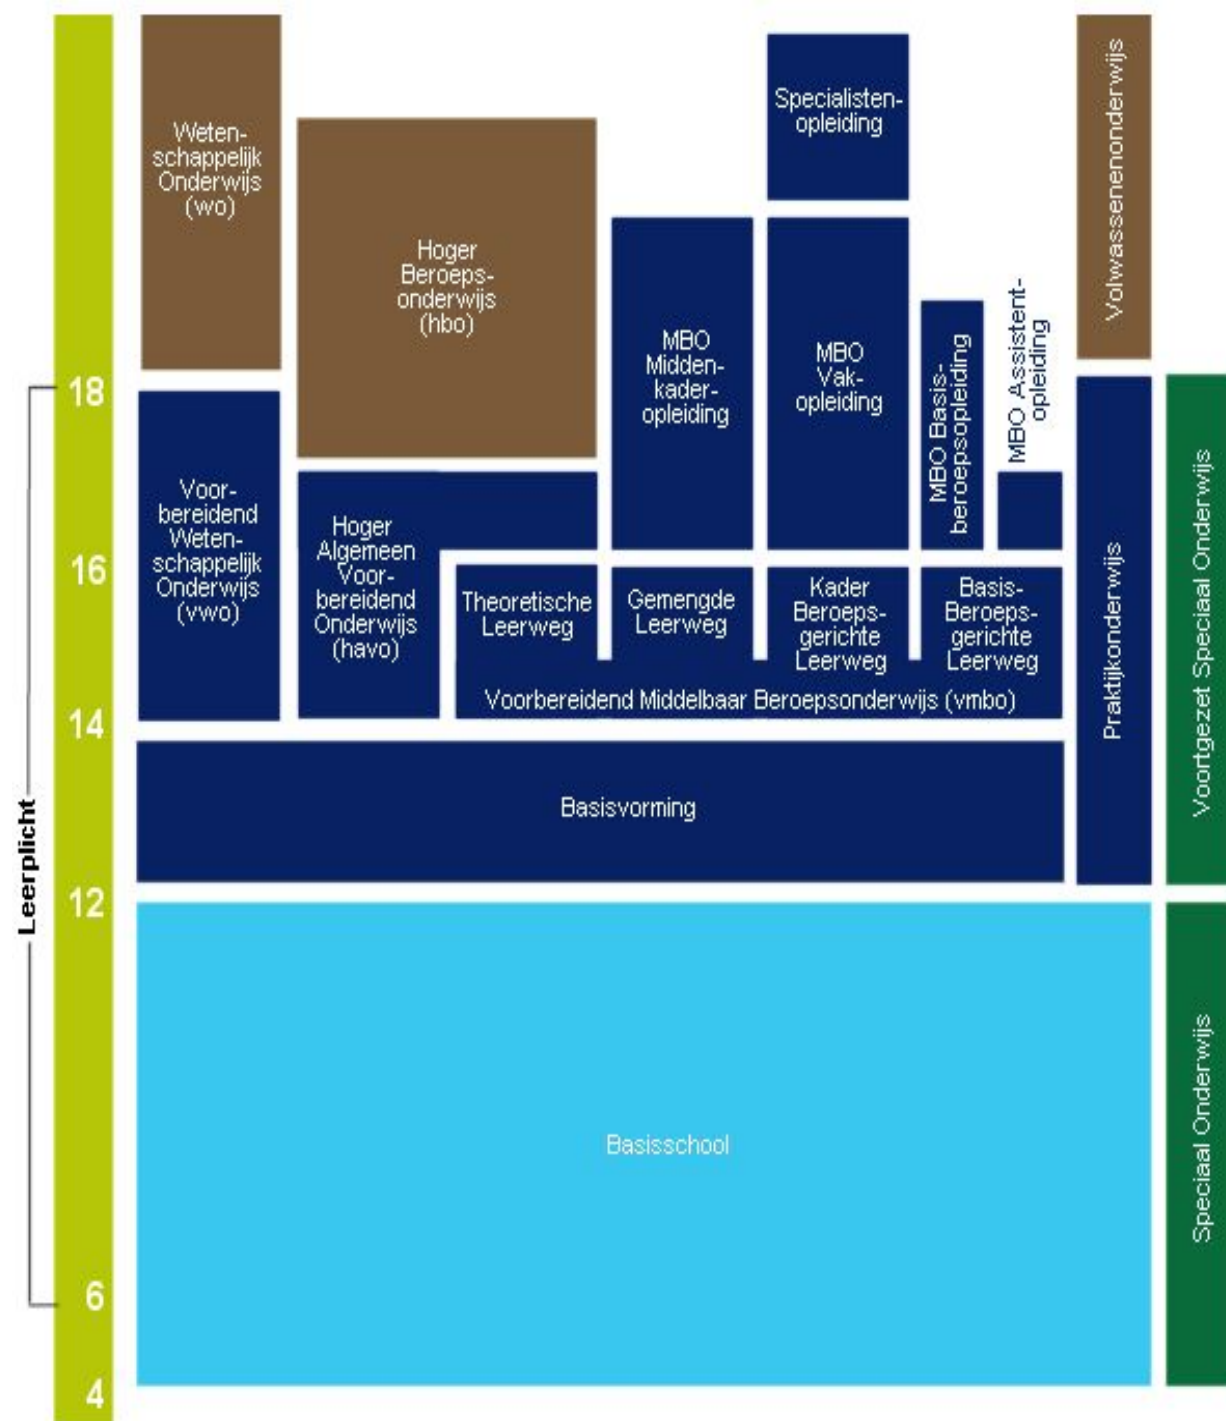 Weten-
schappelijk
Onderwijs
(wo)
Hoger
Beroeps-
onderwijs
(hbo)
Specialisten-
opleiding
MBO
Midden-
kader-
opleiding
MBO
Vak-
opleiding
MBO Basis-
beroepsopleiding
MBO Assistent-
opleiding
Volwassenenonderwijs
18
Voor-
bereidend
Weten-
schappelijk
Onderwijs
(vwo)
Hoger
Algemeen
Voor-
bereidend
Onderwijs
(havo)
16
Theoretische
Leerweg
Gemengde
Leerweg
Kader
Beroeps-
gerichte
Leerweg
Basis-
Beroeps-
gerichte
Leerweg
Voorbereidend Middelbaar Beroepsonderwijs (vmbo)
Praktijkonderwijs
Voortgezet Speciaal Onderwijs
14
Basisvorming
Leerplicht
12
Basisschool
Speciaal Onderwijs
6
4